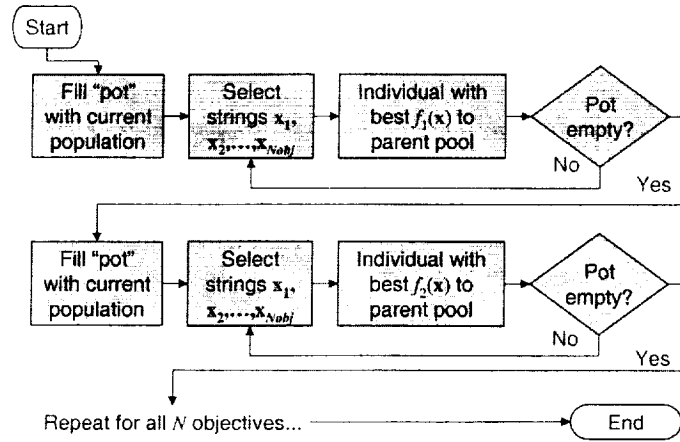 Start
Fill "pot"
with current
population
Select
strings x1,
x2,...,xNobj
Individual with
best f1(x) to
parent pool
Pot
empty?
No
Yes
Fill "pot"
with current
population
Select
strings x1,
x2,...,xNobj
Individual with
best f2(x) to
parent pool
Pot
empty?
No
Yes
Repeat for all N objectives...
End